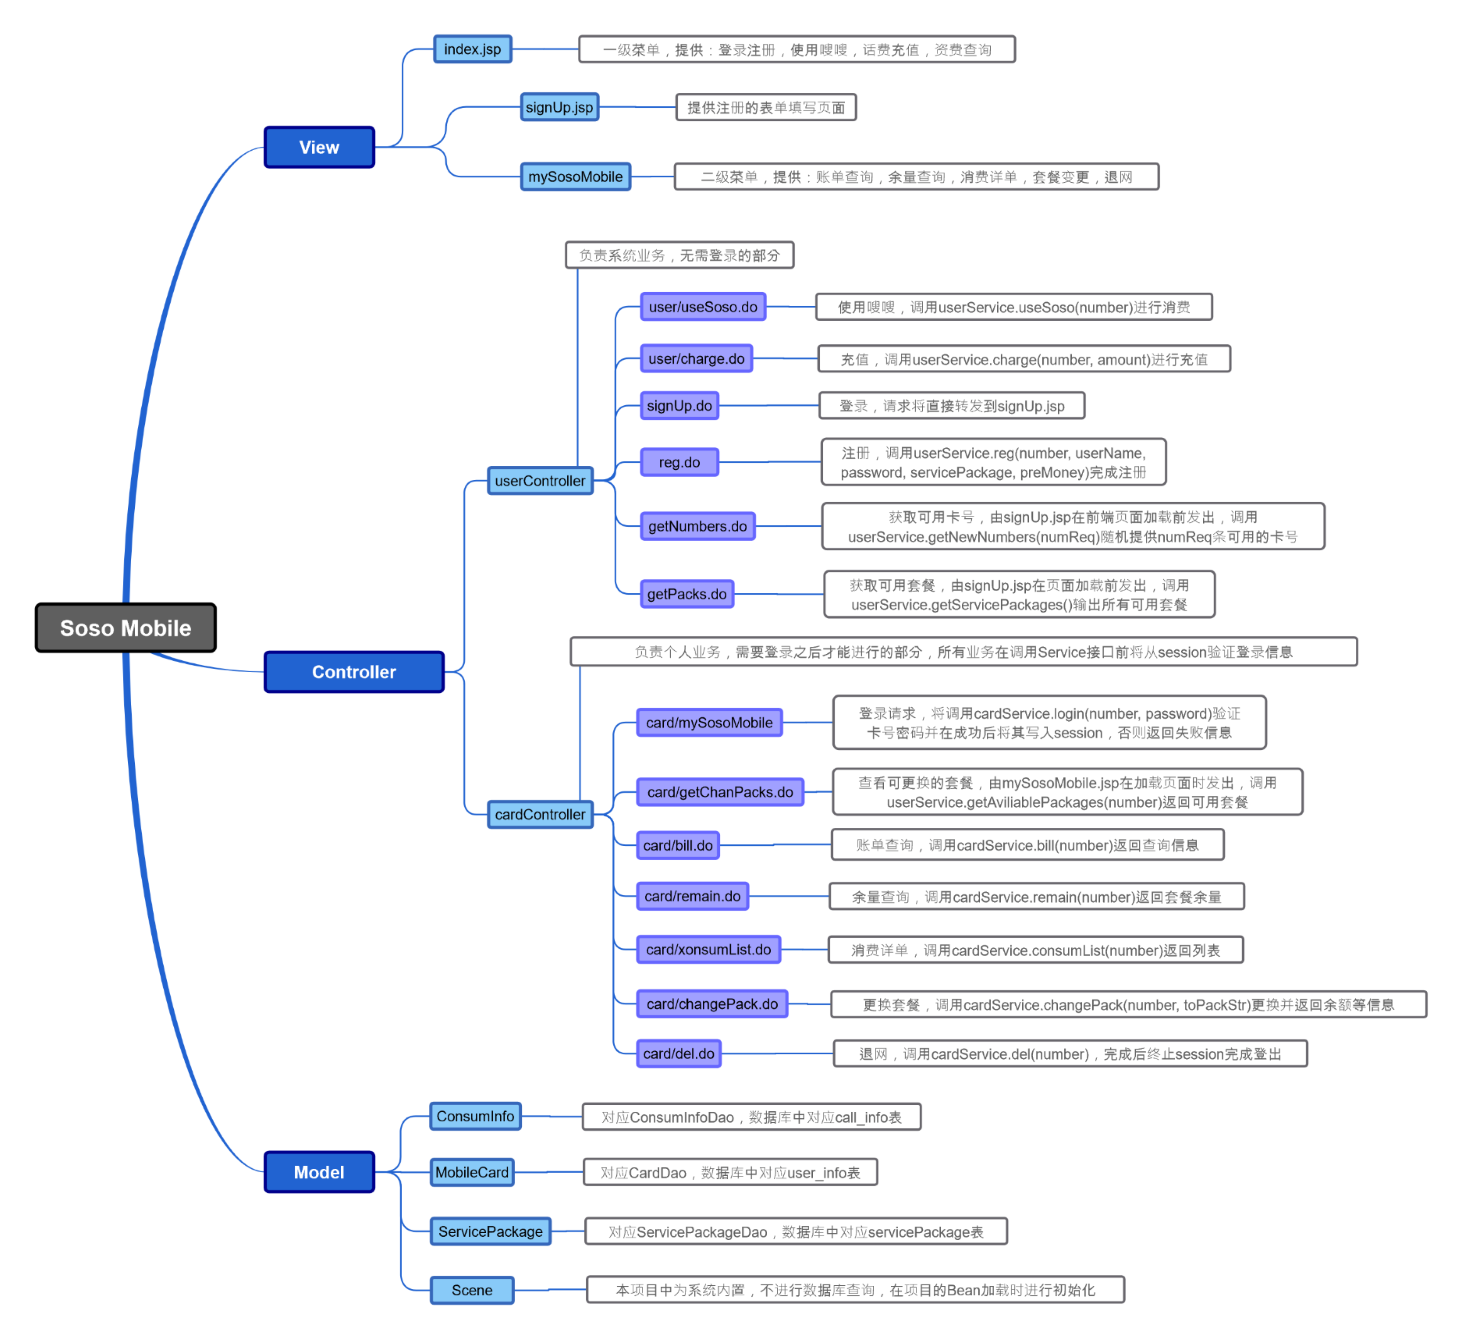 Soso Mobile
View
index.jsp
一级菜单，提供：登录注册，使用嗖嗖，话费充值，资费查询
signUp.jsp
提供注册的表单填写页面
mySosoMobile
二级菜单，提供：账单查询，余量查询，消费详单，套餐变更，退网
Controller
userController
负责系统业务，无需登录的部分
user/useSoso.do
使用嗖嗖，调用userService.useSoso(number)进行消费
user/charge.do
充值，调用userService.charge(number, amount)进行充值
signUp.do
登录，请求将直接转发到signUp.jsp
reg.do
注册，调用userService.reg(number, userName,
password, servicePackage, preMoney)完成注册
getNumbers.do
获取可用卡号，由signUp.jsp在前端页面加载前发出，调用
userService.getNewNumbers(numReq)随机提供numReq条可用的卡号
getPacks.do
获取可用套餐，由signUp.jsp在页面加载前发出，调用
userService.getServicePackages()输出所有可用套餐
cardController
负责个人业务，需要登录之后才能进行的部分，所有业务在调用Service接口前将从session验证登录信息
card/mySosoMobile
登录请求，将调用cardService.login(number, password)验证
卡号密码并在成功后将其写入session，否则返回失败信息
card/getChanPacks.do
查看可更换的套餐，由mySosoMobile.jsp在加载页面时发出，调用
userService.getAviliablePackages(number)返回可用套餐
card/bill.do
账单查询，调用cardService.bill(number)返回查询信息
card/remain.do
余量查询，调用cardService.remain(number)返回套餐余量
card/xonsumList.do
消费详单，调用cardService.consumList(number)返回列表
card/changePack.do
更换套餐，调用cardService.changePack(number, toPackStr)更换并返回余额等信息
card/del.do
退网，调用cardService.del(number)，完成后终止session完成登出
Model
ConsumInfo
对应ConsumInfoDao，数据库中对应call_info表
MobileCard
对应CardDao，数据库中对应user_info表
ServicePackage
对应ServicePackageDao，数据库中对应servicePackage表
Scene
本项目中为系统内置，不进行数据库查询，在项目的Bean加载时进行初始化